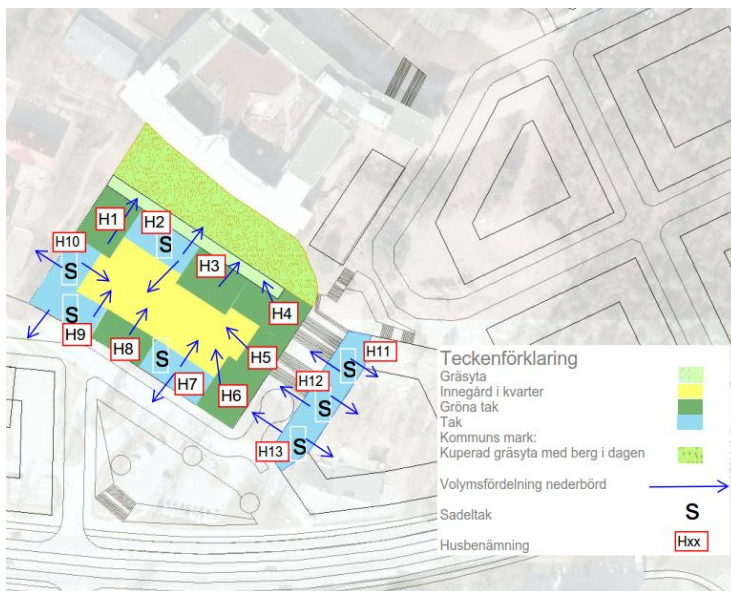 H1
H2
S
H10
S
H3
H4
S
H9
H8
S
H5
H7
H6
H11
S
H12
S
H13
S
Teckenförklaring
Gräsyta
Innegård i kvarter
Gröna tak
Tak
Kommuns mark:
Kuperad gräsyta med berg i dagen
Volymsfördelning nederbörd
Sadeltak S
Husbenämning Hxx